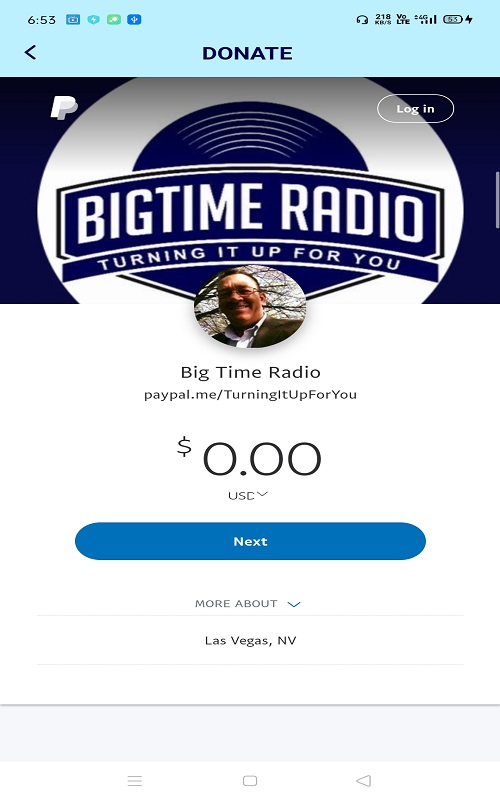 6:53
218 KB/S
Vo LTE
4G
53
DONATE
Log in
BIGTIME RADIO
TURNING IT UP FOR YOU
Big Time Radio
paypal.me/TurningItUpForYou
$ 0.00
USD
Next
MORE ABOUT
Las Vegas, NV